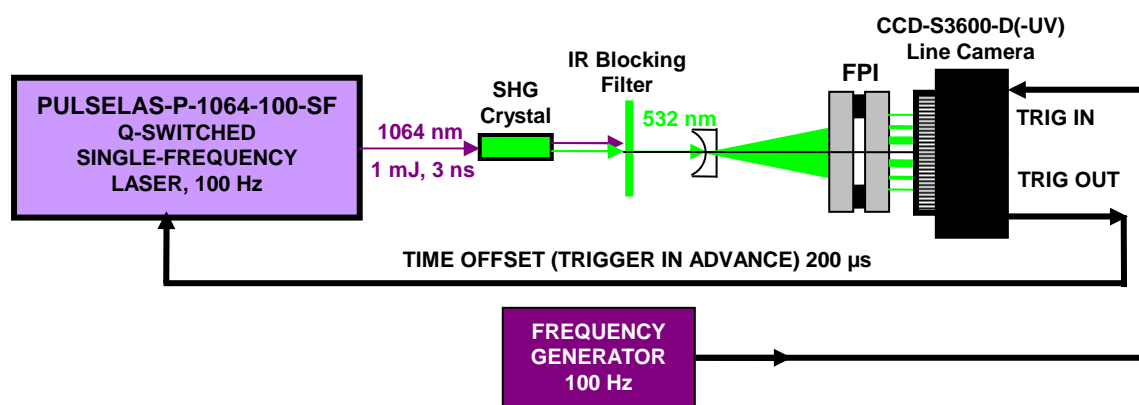 PULSELAS-P-1064-100-SF
Q-SWITCHED
SINGLE-FREQUENCY
LASER, 100 Hz
1064 nm
1 mJ, 3 ns
SHG
Crystal
IR Blocking
Filter
532 nm
FPI
CCD-S3600-D(-UV)
Line Camera
TRIG IN
TRIG OUT
TIME OFFSET (TRIGGER IN ADVANCE) 200 µs
FREQUENCY
GENERATOR
100 Hz